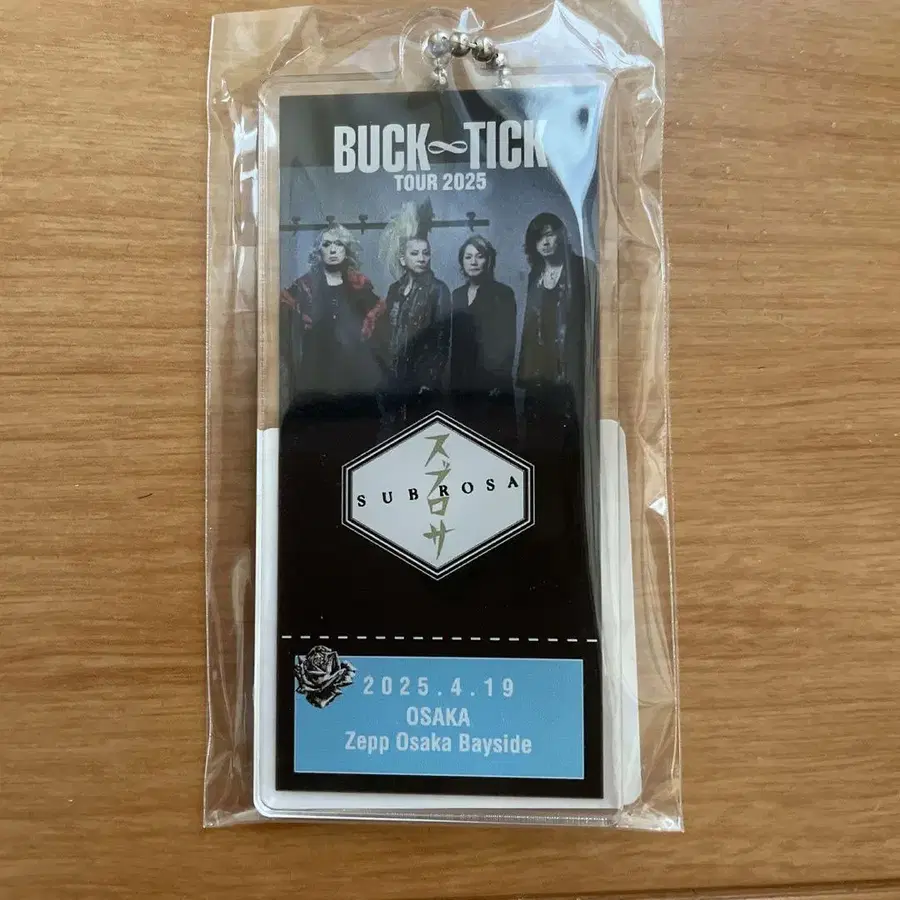 BUCK∞TICK
TOUR 2025
スブロサ
SUBROSA
2025.4.19
OSAKA
Zepp Osaka Bayside